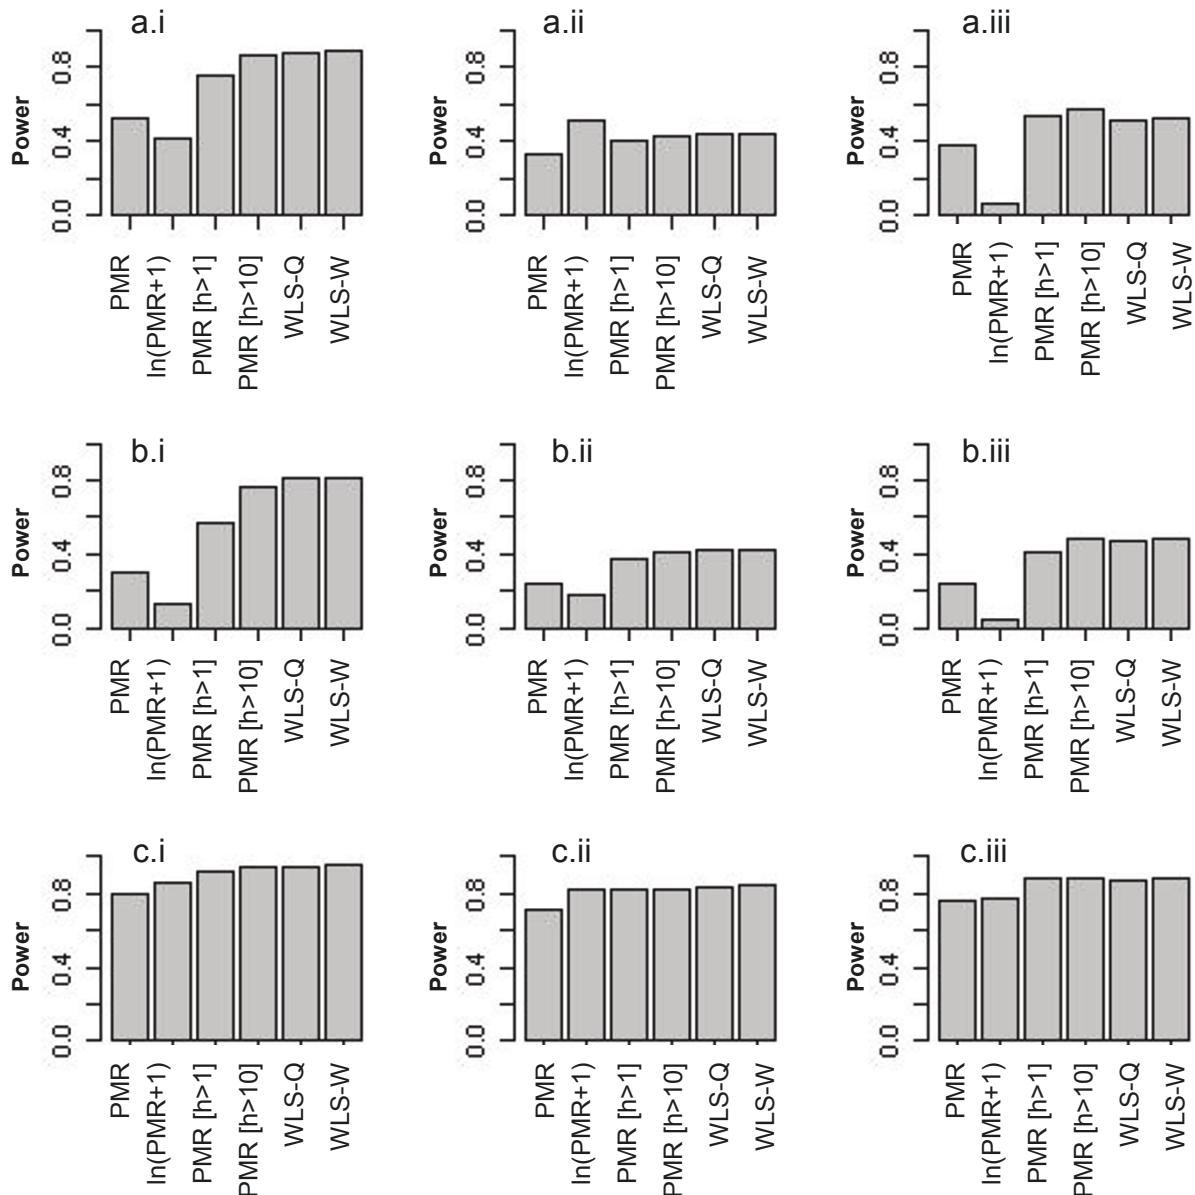 a.i
a.ii
a.iii
Power
0.0 0.4 0.8
Power
0.0 0.4 0.8
Power
0.0 0.4 0.8
PMR
ln(PMR+1)
PMR [h>1]
PMR [h>10]
WLS-Q
WLS-W
PMR
ln(PMR+1)
PMR [h>1]
PMR [h>10]
WLS-Q
WLS-W
PMR
ln(PMR+1)
PMR [h>1]
PMR [h>10]
WLS-Q
WLS-W
b.i
b.ii
b.iii
Power
0.0 0.4 0.8
Power
0.0 0.4 0.8
Power
0.0 0.4 0.8
PMR
ln(PMR+1)
PMR [h>1]
PMR [h>10]
WLS-Q
WLS-W
PMR
ln(PMR+1)
PMR [h>1]
PMR [h>10]
WLS-Q
WLS-W
PMR
ln(PMR+1)
PMR [h>1]
PMR [h>10]
WLS-Q
WLS-W
c.i
c.ii
c.iii
Power
0.0 0.4 0.8
Power
0.0 0.4 0.8
Power
0.0 0.4 0.8
PMR
ln(PMR+1)
PMR [h>1]
PMR [h>10]
WLS-Q
WLS-W
PMR
ln(PMR+1)
PMR [h>1]
PMR [h>10]
WLS-Q
WLS-W
PMR
ln(PMR+1)
PMR [h>1]
PMR [h>10]
WLS-Q
WLS-W